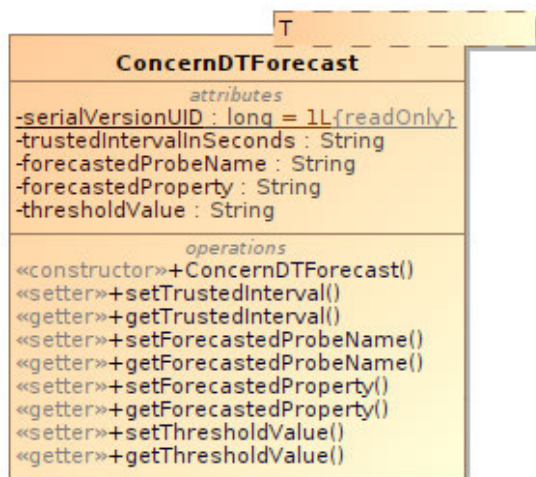 T
ConcernDTForecast
attributes
-serialVersionUID : long = 1L{readOnly}
-trustedIntervalInSeconds : String
-forecastedProbeName : String
-forecastedProperty : String
-thresholdValue : String
operations
«constructor»+ConcernDTForecast()
«setter»+setTrustedInterval()
«getter»+getTrustedInterval()
«setter»+setForecastedProbeName()
«getter»+getForecastedProbeName()
«setter»+setForecastedProperty()
«getter»+getForecastedProperty()
«setter»+setThresholdValue()
«getter»+getThresholdValue()